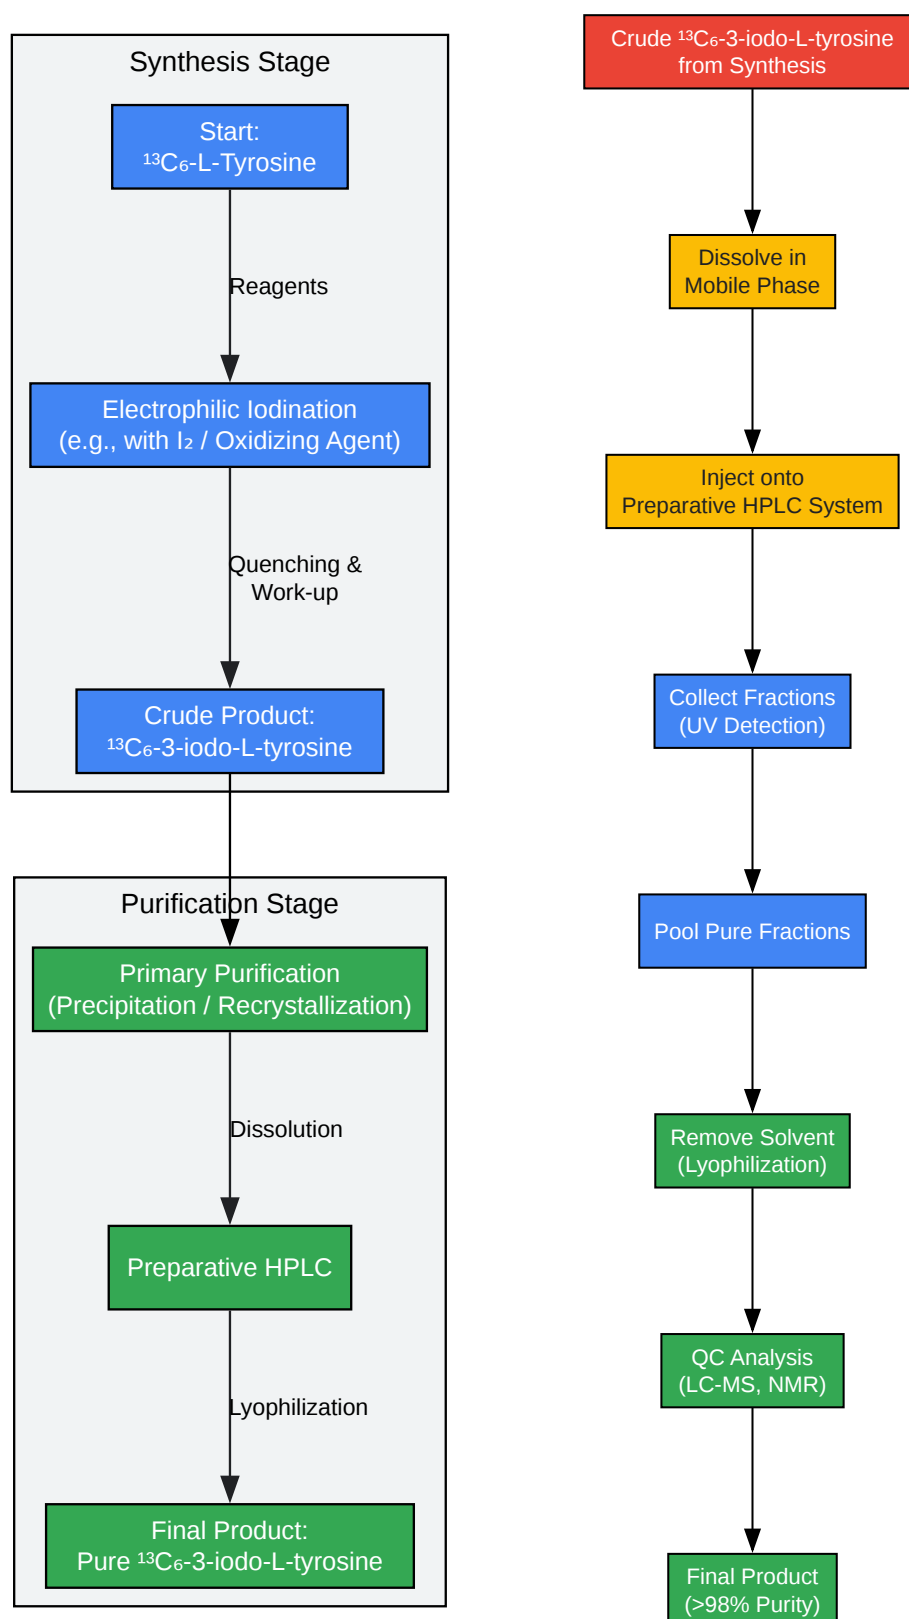 Synthesis Stage
Start:
¹³C₆-L-Tyrosine
Reagents
Electrophilic Iodination
(e.g., with I₂ / Oxidizing Agent)
Quenching &
Work-up
Crude Product:
¹³C₆-3-iodo-L-tyrosine
Purification Stage
Primary Purification
(Precipitation / Recrystallization)
Dissolution
Preparative HPLC
Lyophilization
Final Product:
Pure ¹³C₆-3-iodo-L-tyrosine
Crude ¹³C₆-3-iodo-L-tyrosine
from Synthesis
Dissolve in
Mobile Phase
Inject onto
Preparative HPLC System
Collect Fractions
(UV Detection)
Pool Pure Fractions
Remove Solvent
(Lyophilization)
QC Analysis
(LC-MS, NMR)
Final Product
(>98% Purity)